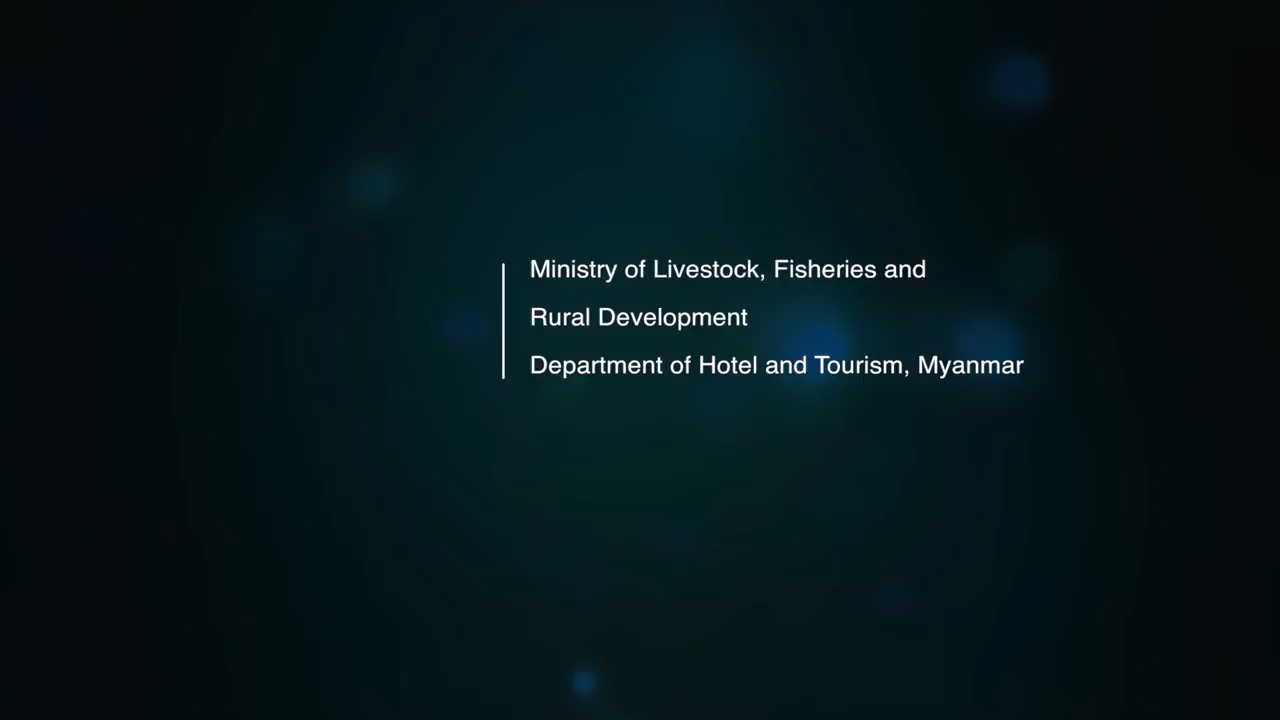 Ministry of Livestock, Fisheries and
Rural Development
Department of Hotel and Tourism, Myanmar